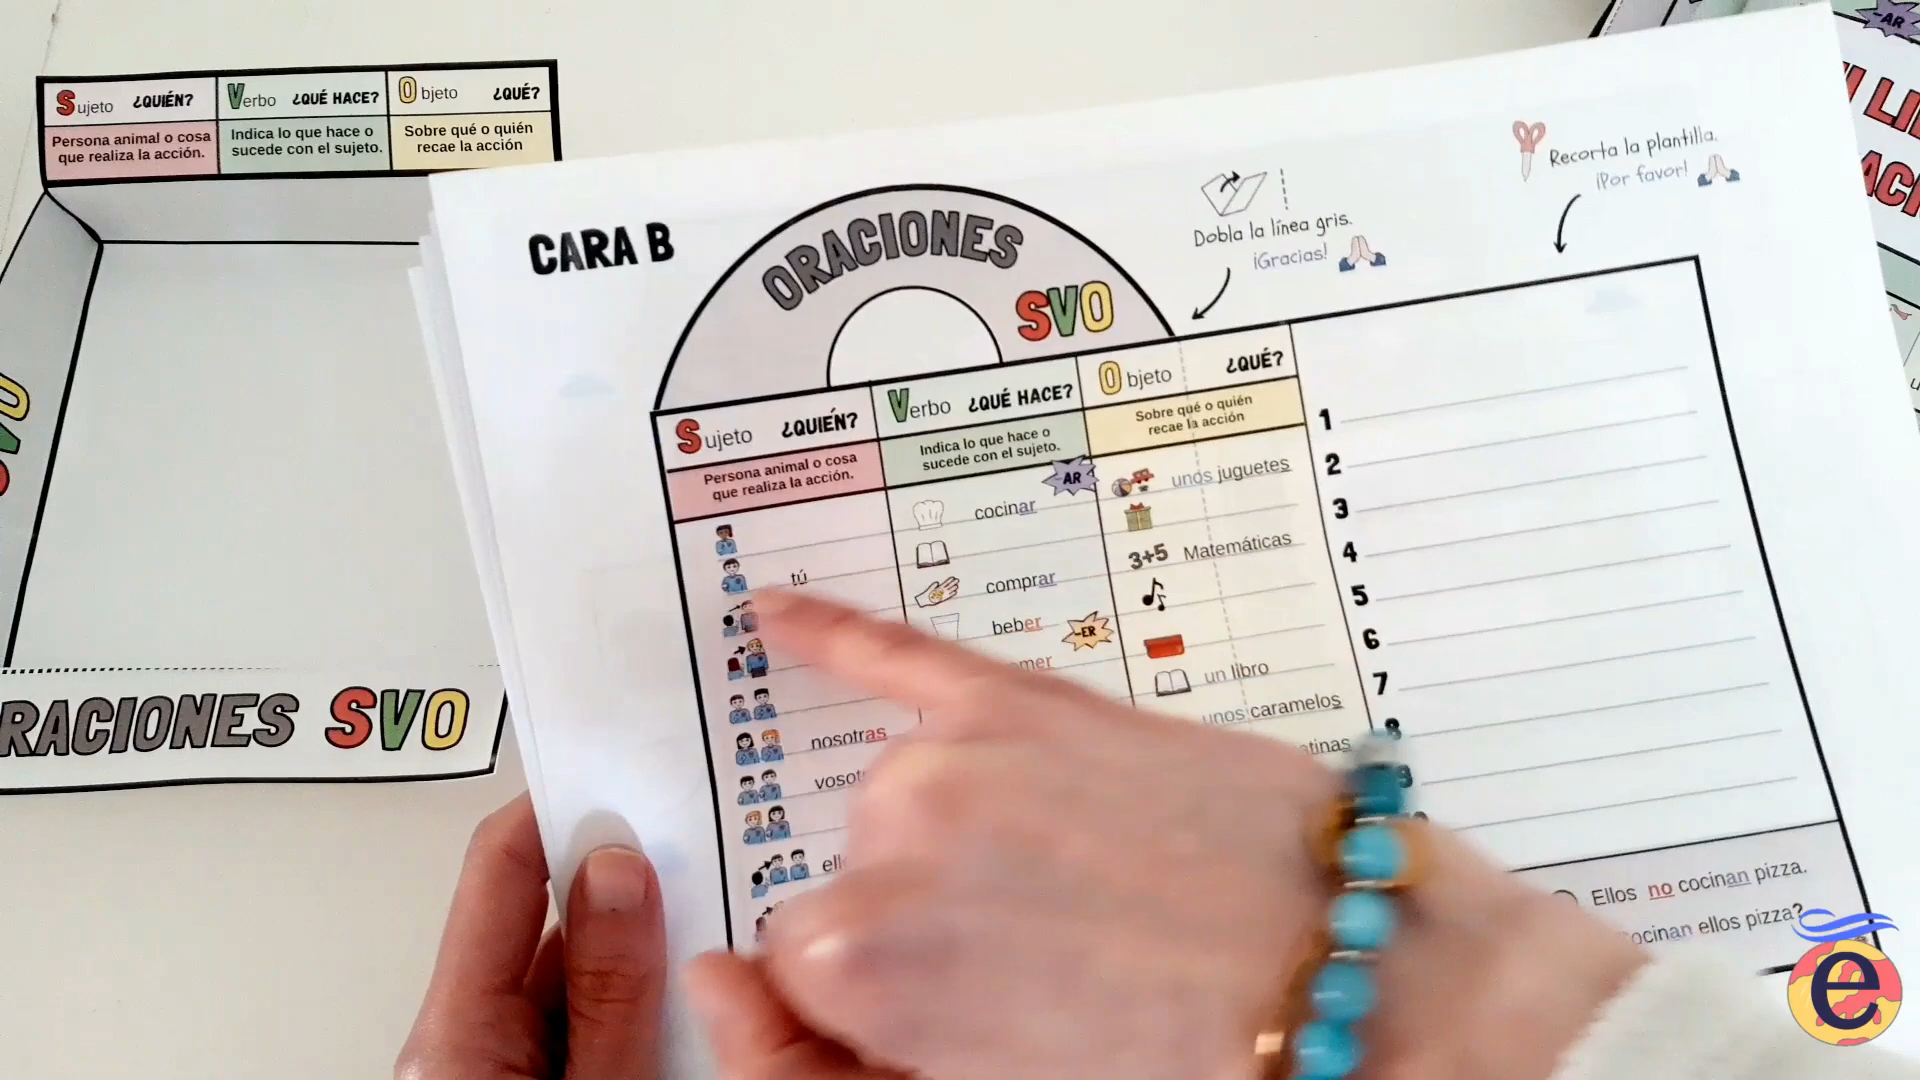 Sujeto ¿QUIÉN?
Verbo ¿QUÉ HACE?
Objeto ¿QUÉ?
Persona animal o cosa
que realiza la acción.
Indica lo que hace o
sucede con el sujeto.
Sobre qué o quién
recae la acción
RACIONES SVO
CARA B
ORACIONES
SVO
Dobla la línea gris.
¡Gracias!
Recorta la plantilla.
¡Por favor!
Sujeto ¿QUIÉN?
Verbo ¿QUÉ HACE?
Objeto ¿QUÉ?
Persona animal o cosa
que realiza la acción.
Indica lo que hace o
sucede con el sujeto.
Sobre qué o quién
recae la acción
tú
nosotras
cocinar
-AR
comprar
beber
-ER
unos juguetes
3+5 Matemáticas
un libro
unos caramelos
1
2
3
4
5
6
7
8
Ellos no cocinan pizza.
ellos pizza?
-AR
ẽ